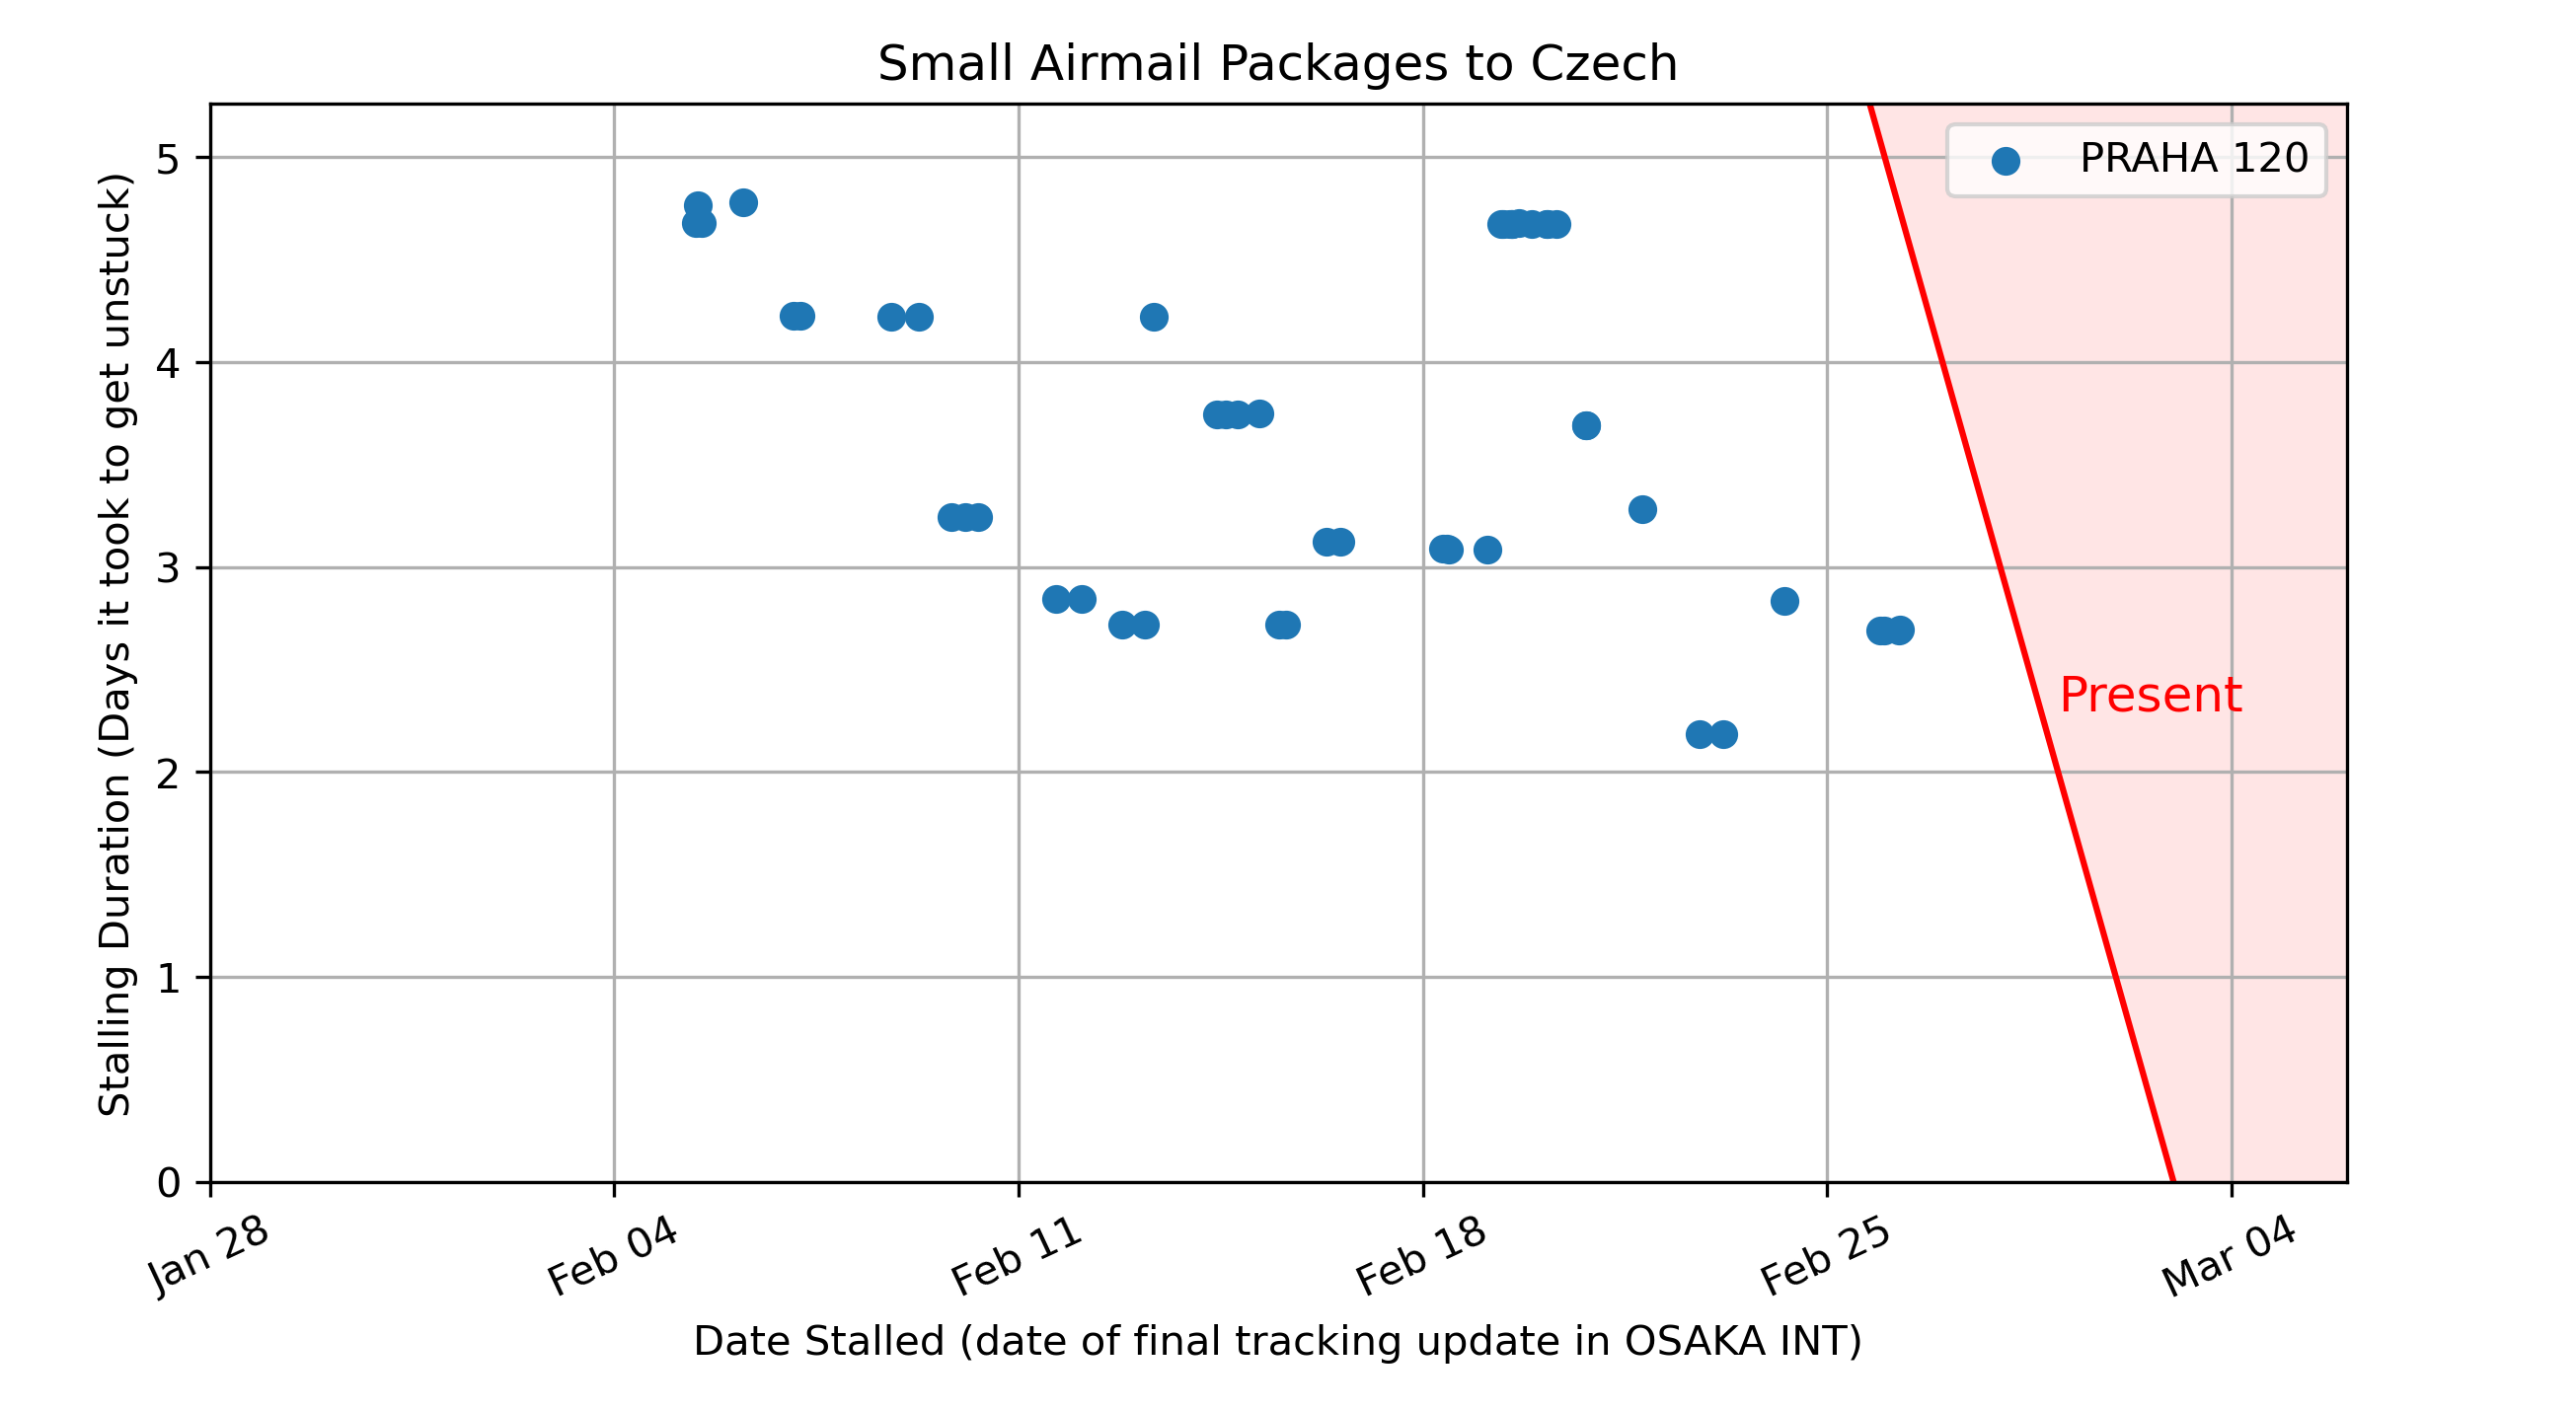 Small Airmail Packages to Czech
PRAHA 120
Present
Stalling Duration (Days it took to get unstuck)
5
4
3
2
1
0
Jan 28
Feb 04
Feb 11
Feb 18
Feb 25
Mar 04
Date Stalled (date of final tracking update in OSAKA INT)